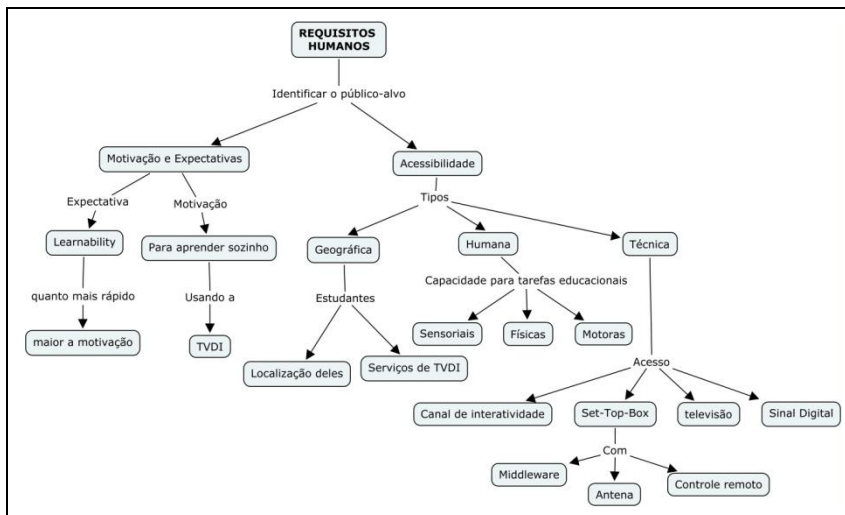 REQUISITOS
HUMANOS
Identificar o público-alvo
Motivação e Expectativas
Acessibilidade
Expectativa
Motivação
Tipos
Learnability
Para aprender sozinho
Geográfica
Humana
Técnica
quanto mais rápido
Usando a
Estudantes
Capacidade para tarefas educacionais
maior a motivação
TVDI
Sensoriais
Físicas
Motoras
Localização deles
Serviços de TVDI
Acesso
Canal de interatividade
Set-Top-Box
televisão
Sinal Digital
Com
Middleware
Antena
Controle remoto